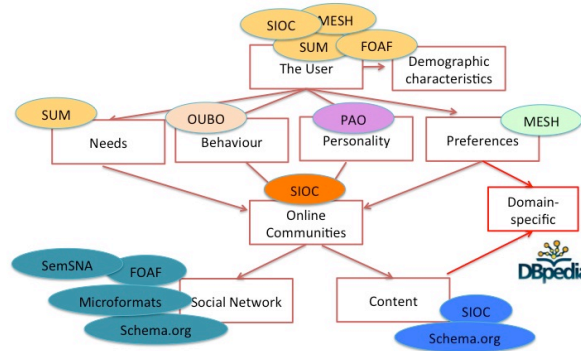 SIOC
MESH
SUM
FOAF
The User
Demographic
characteristics
SUM
OUBO
PAO
MESH
Needs
Behaviour
Personality
Preferences
SIOC
Online
Communities
Domain-
specific
DBpedia
SemSNA
FOAF
Microformats
Social Network
Content
SIOC
Schema.org
Schema.org